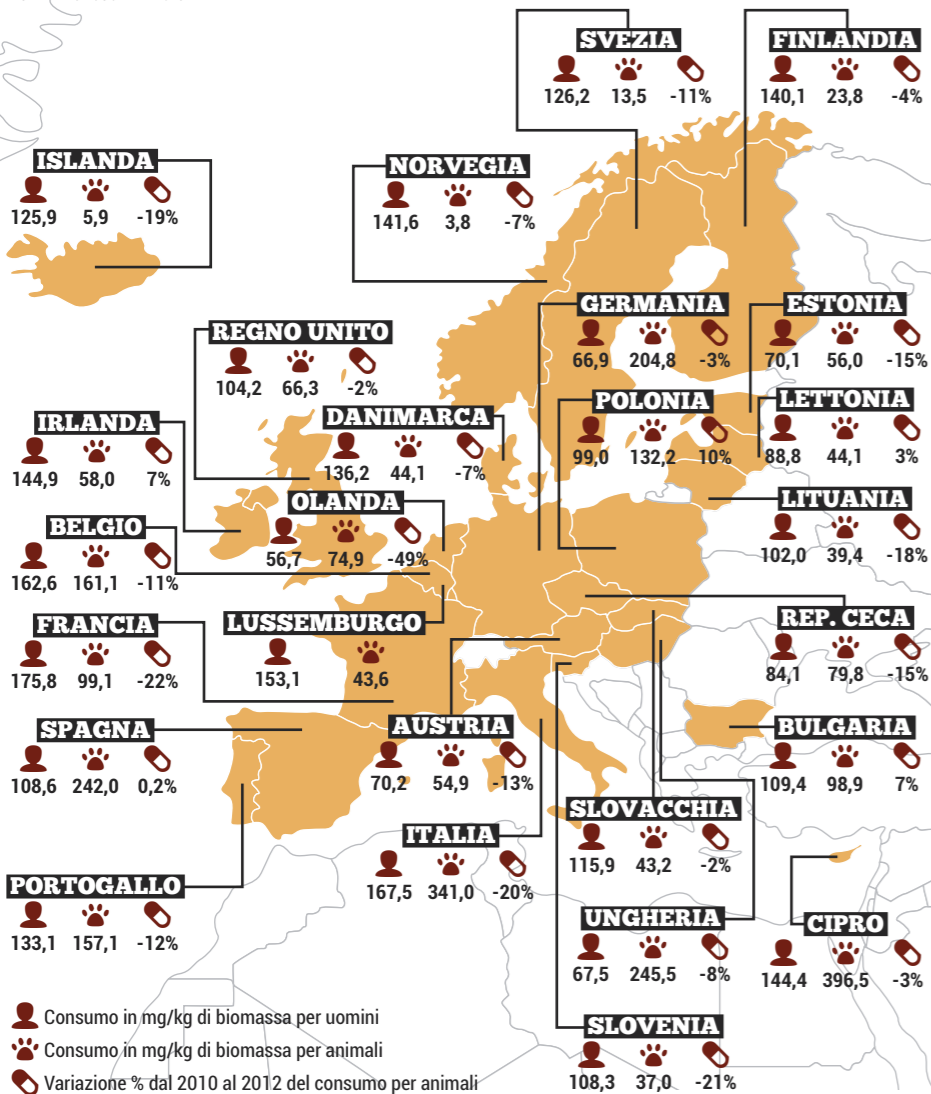 SVEZIA
126,2 13,5 -11%
FINLANDIA
140,1 23,8 -4%
ISLANDA
125,9 5,9 -19%
NORVEGIA
141,6 3,8 -7%
GERMANIA
66,9 204,8 -3%
ESTONIA
70,1 56,0 -15%
REGNO UNITO
104,2 66,3 -2%
POLONIA
99,0 132,2 10%
LETTONIA
88,8 44,1 3%
DANIMARCA
136,2 44,1 -7%
IRLANDA
144,9 58,0 7%
OLANDA
56,7 74,9 -49%
LITUANIA
102,0 39,4 -18%
BELGIO
162,6 161,1 -11%
FRANCIA
175,8 99,1 -22%
LUSSEMBURGO
153,1 43,6
REP. CECA
84,1 79,8 -15%
SPAGNA
108,6 242,0 0,2%
AUSTRIA
70,2 54,9 -13%
BULGARIA
109,4 98,9 7%
SLOVACCHIA
115,9 43,2 -2%
ITALIA
167,5 341,0 -20%
PORTOGALLO
133,1 157,1 -12%
UNGHERIA
67,5 245,5 -8%
CIPRO
144,4 396,5 -3%
SLOVENIA
108,3 37,0 -21%
Consumo in mg/kg di biomassa per uomini
Consumo in mg/kg di biomassa per animali
Variazione % dal 2010 al 2012 del consumo per animali